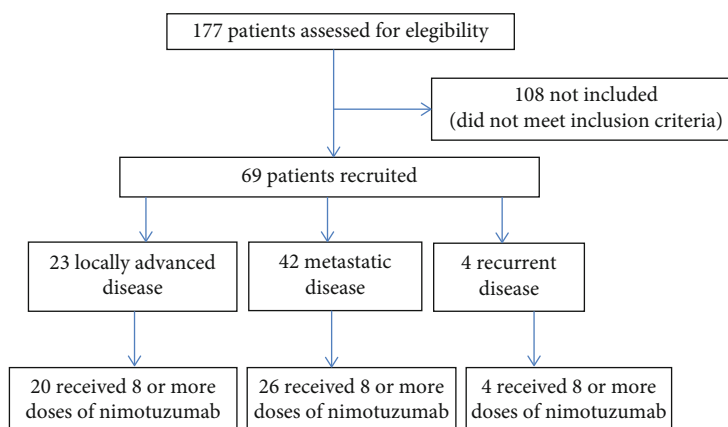 177 patients assessed for elegibility
108 not included
(did not meet inclusion criteria)
69 patients recruited
23 locally advanced
disease
42 metastatic
disease
4 recurrent
disease
20 received 8 or more
doses of nimotuzumab
26 received 8 or more
doses of nimotuzumab
4 received 8 or more
doses of nimotuzumab